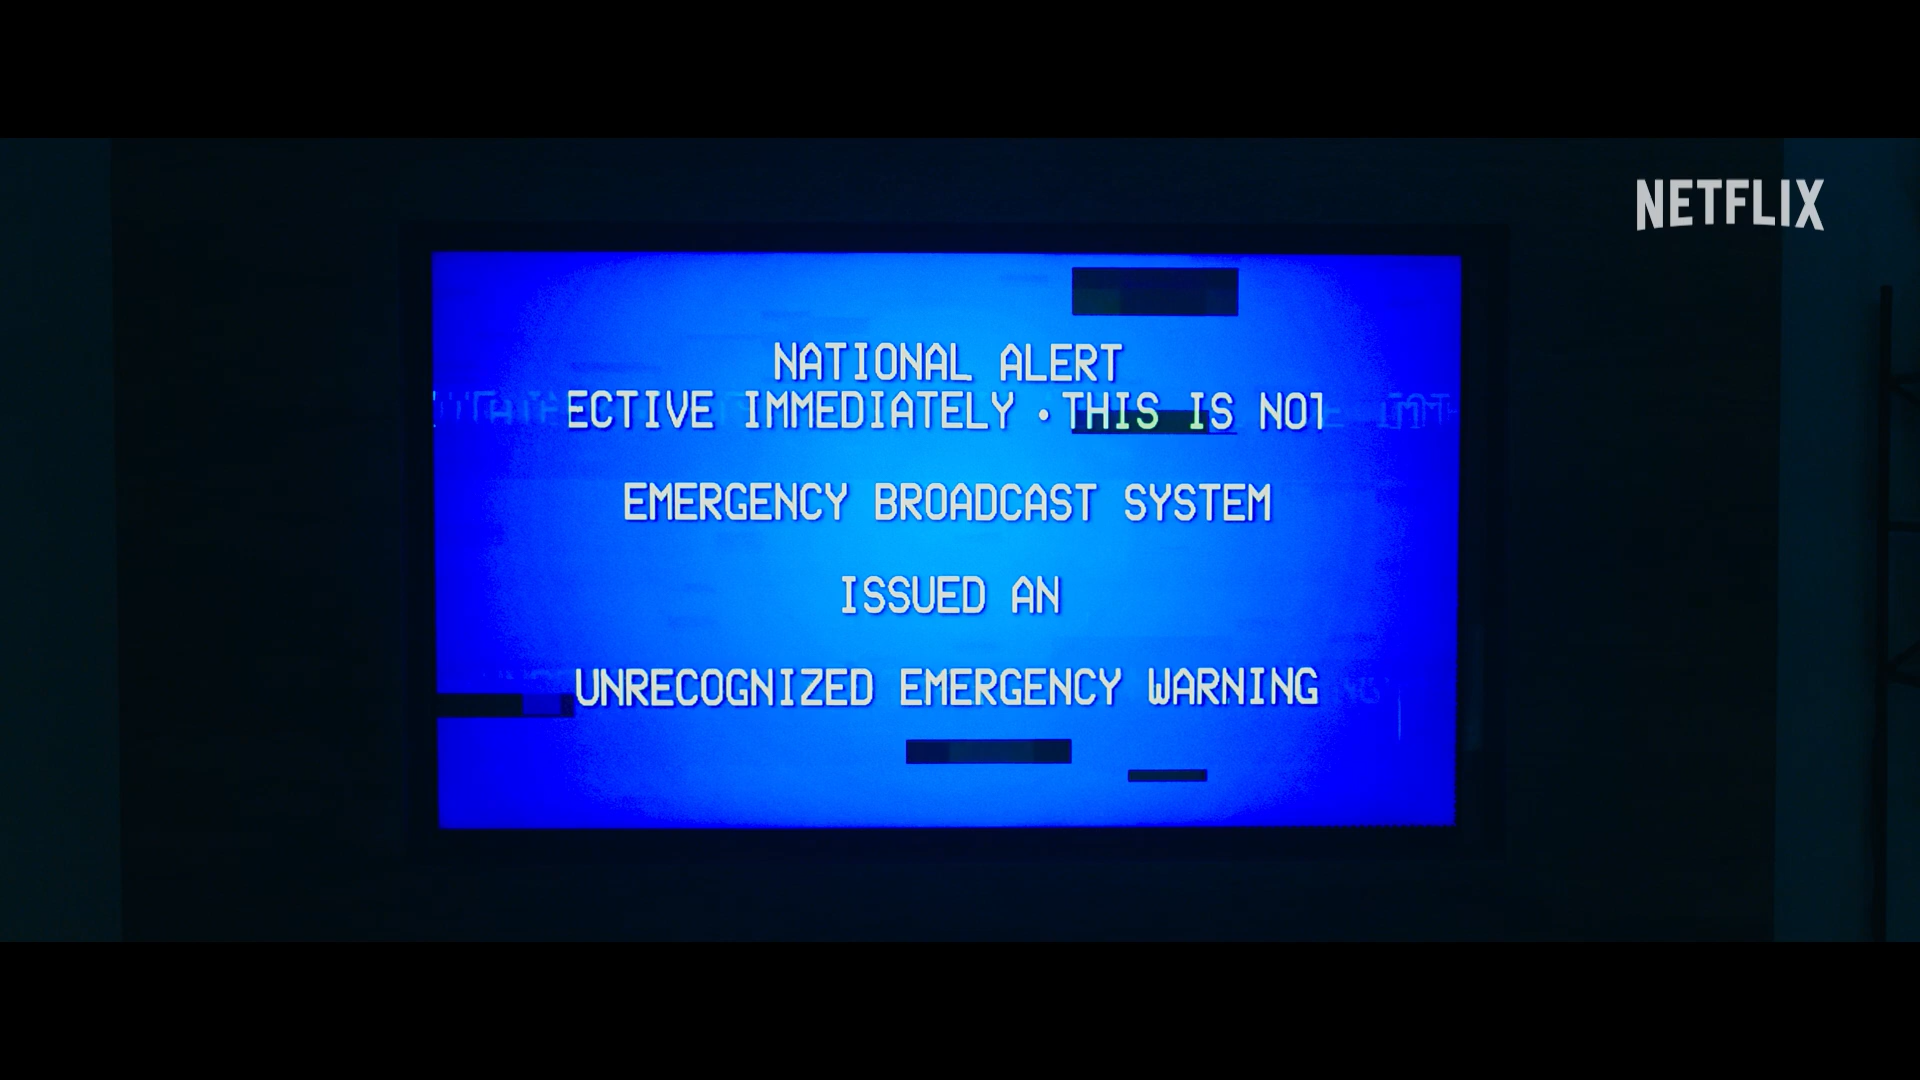 NETFLIX
NATIONAL ALERT
ECTIVE IMMEDIATELY • THIS IS NOT
EMERGENCY BROADCAST SYSTEM
ISSUED AN
UNRECOGNIZED EMERGENCY WARNING